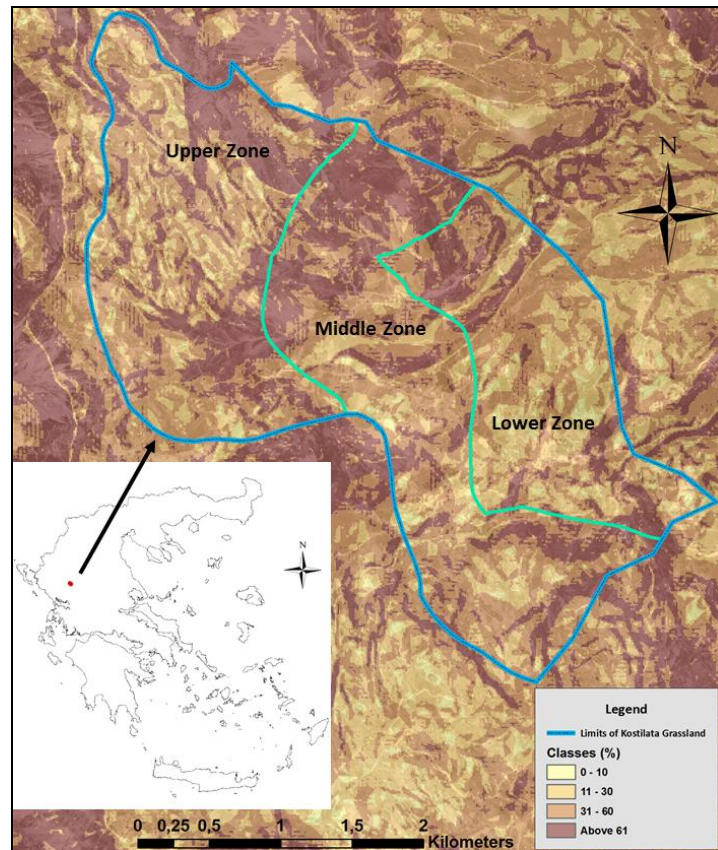 Upper Zone
N
Middle Zone
Lower Zone
N
Legend
Limits of Kostilata Grassland
Classes (%)
0 - 10
11 - 30
31 - 60
Above 61
0 0,25 0,5 1 1,5 2
Kilometers